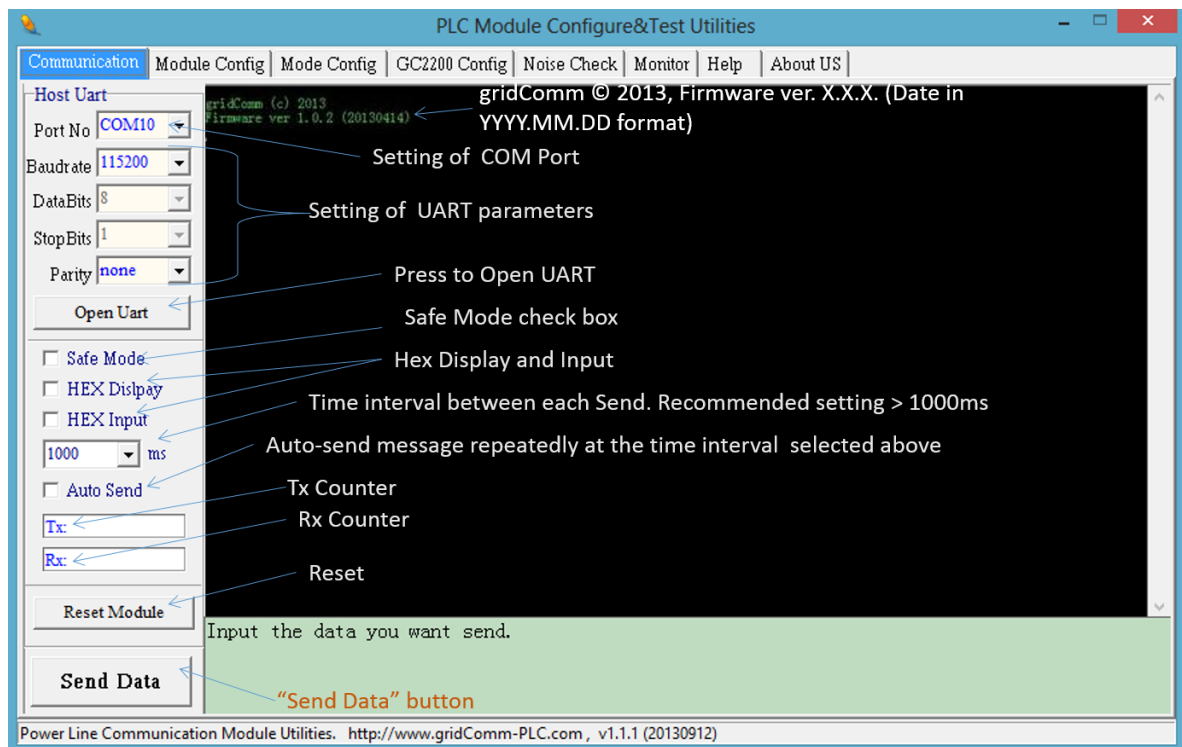 PLC Module Configure&Test Utilities
Communication Module Config Mode Config GC2200 Config Noise Check Monitor Help About US
Host Uart
Port No COM10
Baudrate 115200
DataBits 8
StopBits 1
Parity none
Open Uart
Safe Mode
HEX Dislpay
HEX Input
1000 ms
Auto Send
Tx:
Rx:
Reset Module
Send Data
gridComm (c) 2013
Firmware ver 1.0.2 (20130414)
gridComm © 2013, Firmware ver. X.X.X. (Date in
YYYY.MM.DD format)
Setting of COM Port
Setting of UART parameters
Press to Open UART
Safe Mode check box
Hex Display and Input
Time interval between each Send. Recommended setting > 1000ms
Auto-send message repeatedly at the time interval selected above
Tx Counter
Rx Counter
Reset
Input the data you want send.
“Send Data” button
Power Line Communication Module Utilities. http://www.gridComm-PLC.com , v1.1.1 (20130912)